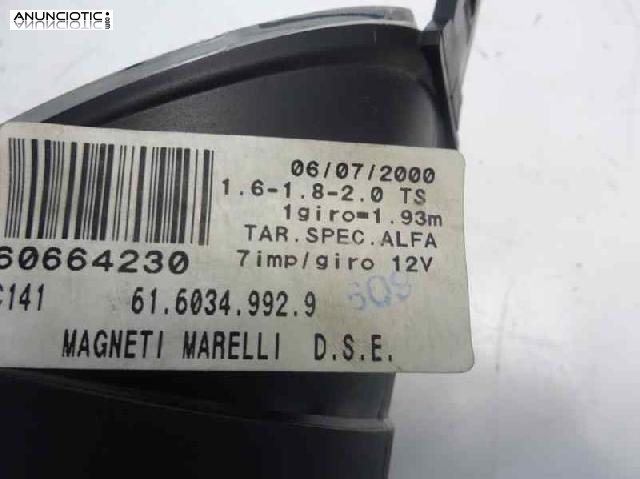 ANUNCIOTIC.com
06/07/2000
1.6-1.8-2.0 TS
1giro=1.93m
TAR.SPEC.ALFA
7imp/giro 12V
60664230
C141 61.6034.992.9
MAGNETI MARELLI D.S.E.